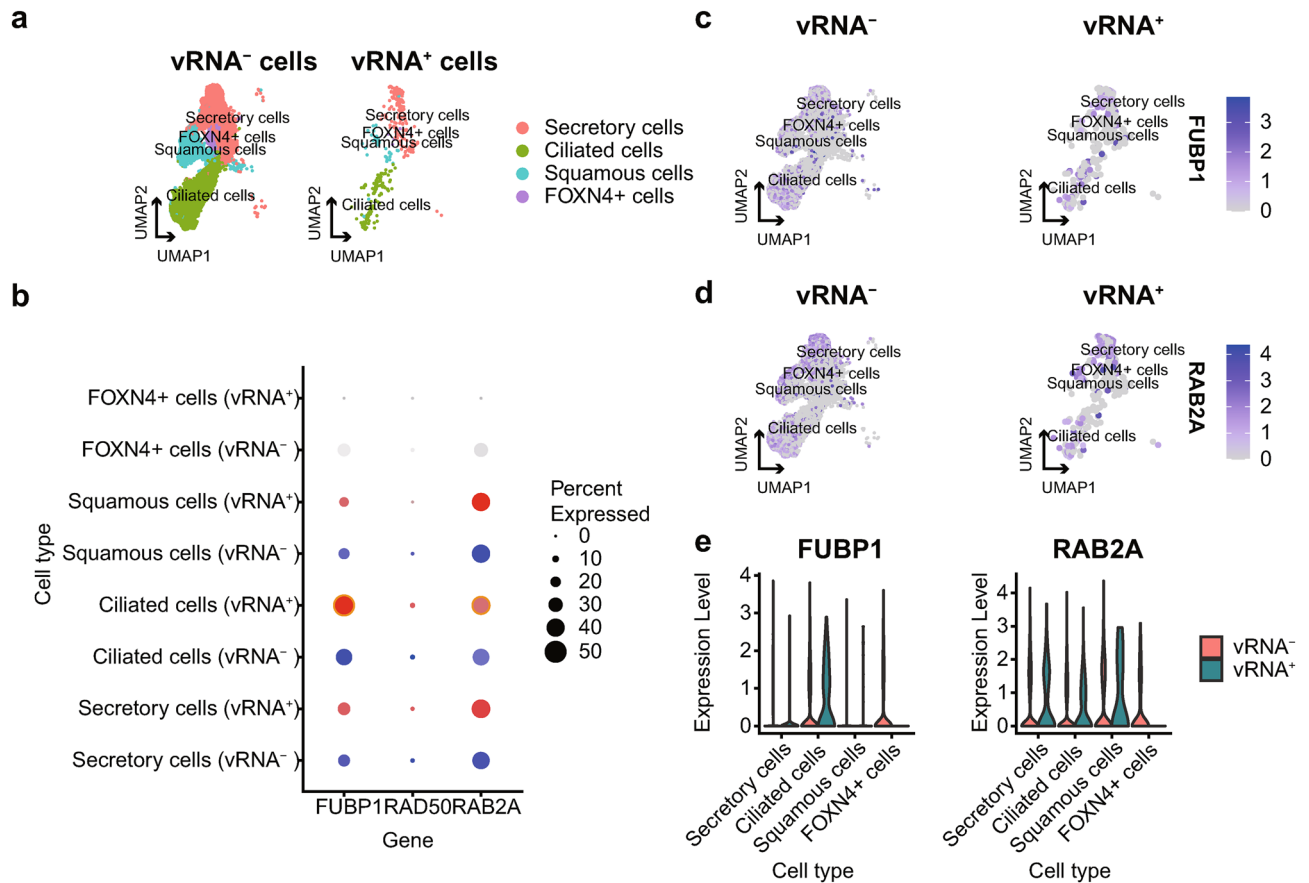 a
vRNA⁻ cells
vRNA⁺ cells
Secretory cells
FOXN4+ cells
Squamous cells
Ciliated cells
UMAP2
UMAP1
Secretory cells
FOXN4+ cells
Squamous cells
Ciliated cells
UMAP2
UMAP1
Secretory cells
Ciliated cells
Squamous cells
FOXN4+ cells
b
Cell type
FOXN4+ cells (vRNA⁺)
FOXN4+ cells (vRNA⁻ )
Squamous cells (vRNA⁺)
Squamous cells (vRNA⁻ )
Ciliated cells (vRNA⁺)
Ciliated cells (vRNA⁻ )
Secretory cells (vRNA⁺)
Secretory cells (vRNA⁻ )
FUBP1 RAD50 RAB2A
Gene
Percent
Expressed
0
10
20
30
40
50
c
vRNA⁻
vRNA⁺
Secretory cells
FOXN4+ cells
Squamous cells
Ciliated cells
UMAP2
UMAP1
Secretory cells
FOXN4+ cells
Squamous cells
Ciliated cells
UMAP2
UMAP1
FUBP1
3
2
1
0
d
vRNA⁻
vRNA⁺
Secretory cells
FOXN4+ cells
Squamous cells
Ciliated cells
UMAP2
UMAP1
Secretory cells
FOXN4+ cells
Squamous cells
Ciliated cells
UMAP2
UMAP1
RAB2A
4
3
2
1
0
e
FUBP1
Expression Level
4
3
2
1
0
Secretory cells
Ciliated cells
Squamous cells
FOXN4+ cells
Cell type
RAB2A
Expression Level
4
3
2
1
0
Secretory cells
Ciliated cells
Squamous cells
FOXN4+ cells
Cell type
vRNA⁻
vRNA⁺